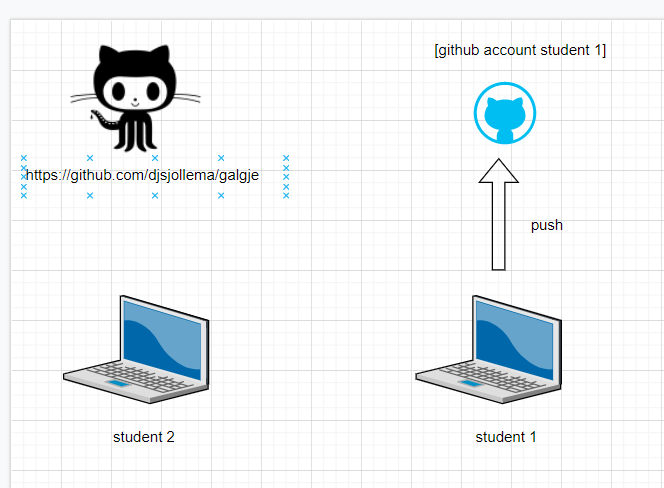 [github account student 1]
https://github.com/djsjollema/galgje
push
student 2
student 1